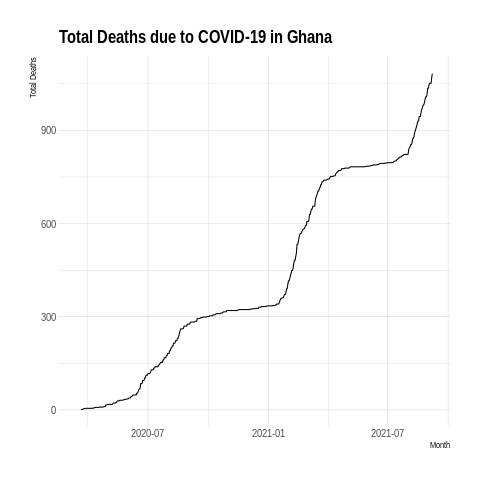 Total Deaths due to COVID-19 in Ghana
Total Deaths
900
600
300
0
2020-07 2021-01 2021-07
Month